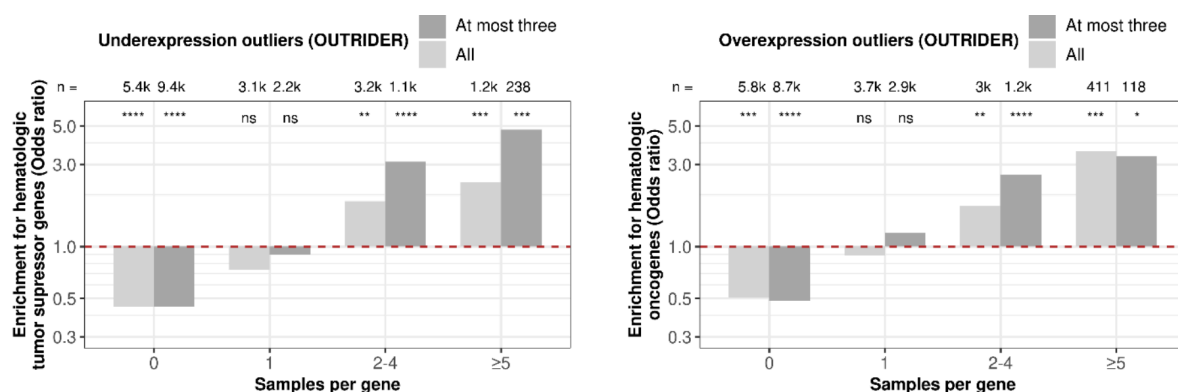 Underexpression outliers (OUTRIDER)
At most three
All
n = 5.4k 9.4k 3.1k 2.2k 3.2k 1.1k 1.2k 238
**** **** ns ns ** **** *** ***
Enrichment for hematologic
tumor supressor genes (Odds ratio)
5.0
3.0
1.0
0.5
0.3
0 1 2-4 ≥5
Samples per gene
Overexpression outliers (OUTRIDER)
At most three
All
n = 5.8k 8.7k 3.7k 2.9k 3k 1.2k 411 118
*** **** ns ns ** **** *** *
Enrichment for hematologic
oncogenes (Odds ratio)
5.0
3.0
1.0
0.5
0.3
0 1 2-4 ≥5
Samples per gene